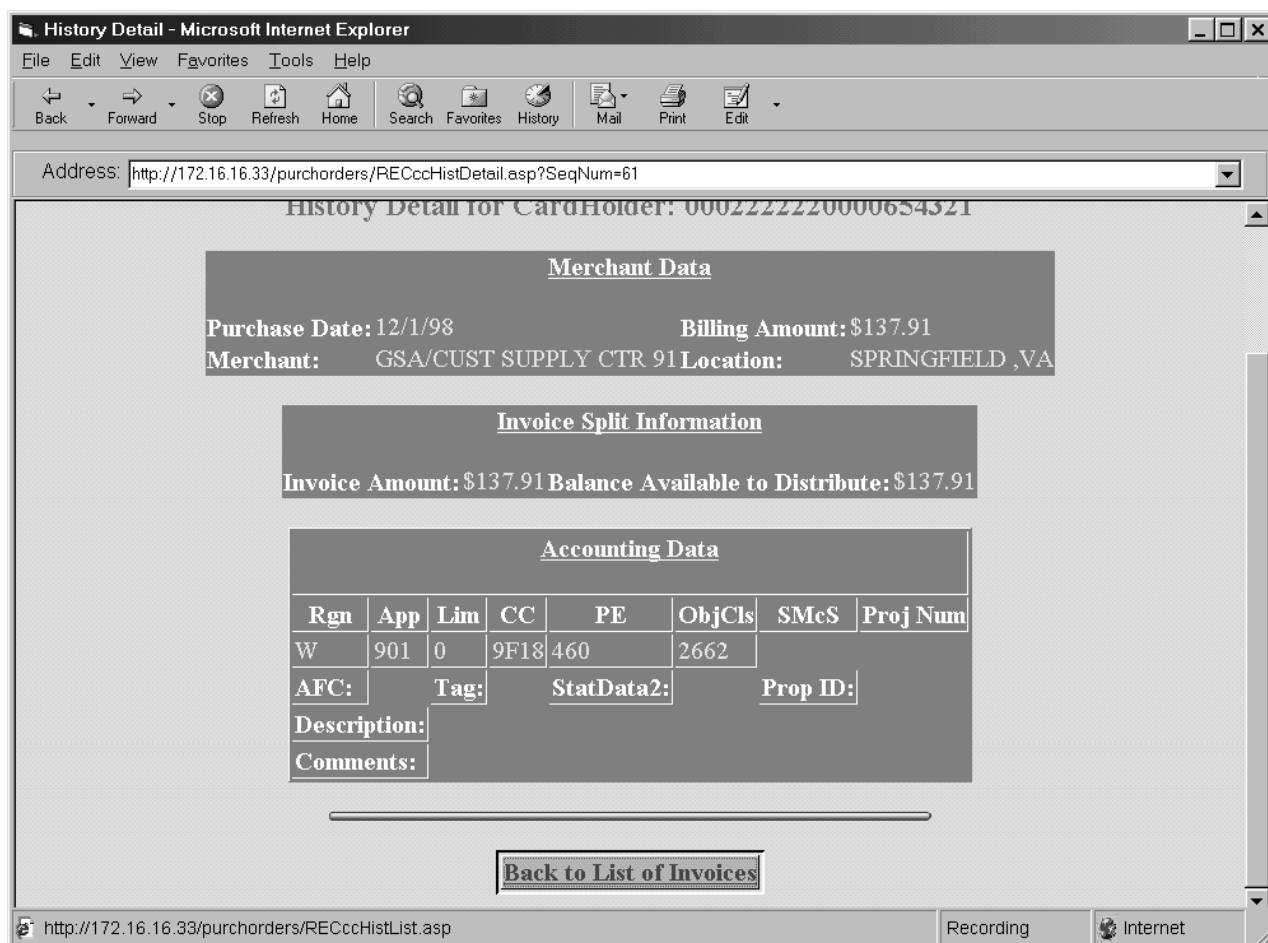 History Detail - Microsoft Internet Explorer
File Edit View Favorites Tools Help
Back Forward Stop Refresh Home Search Favorites History Mail Print Edit
Address: http://172.16.16.33/purchorders/RECccHistDetail.asp?SeqNum=61
History Detail for CardHolder: 0002222220000654321
Merchant Data
Purchase Date: 12/1/98 Billing Amount: $137.91
Merchant: GSA/CUST SUPPLY CTR 91 Location: SPRINGFIELD ,VA
Invoice Split Information
Invoice Amount: $137.91 Balance Available to Distribute: $137.91
Accounting Data
Rgn App Lim CC PE ObjCls SMcS Proj Num
W 901 0 9F18 460 2662
AFC: Tag: StatData2: Prop ID:
Description:
Comments:
Back to List of Invoices
http://172.16.16.33/purchorders/RECccHistList.asp Recording Internet